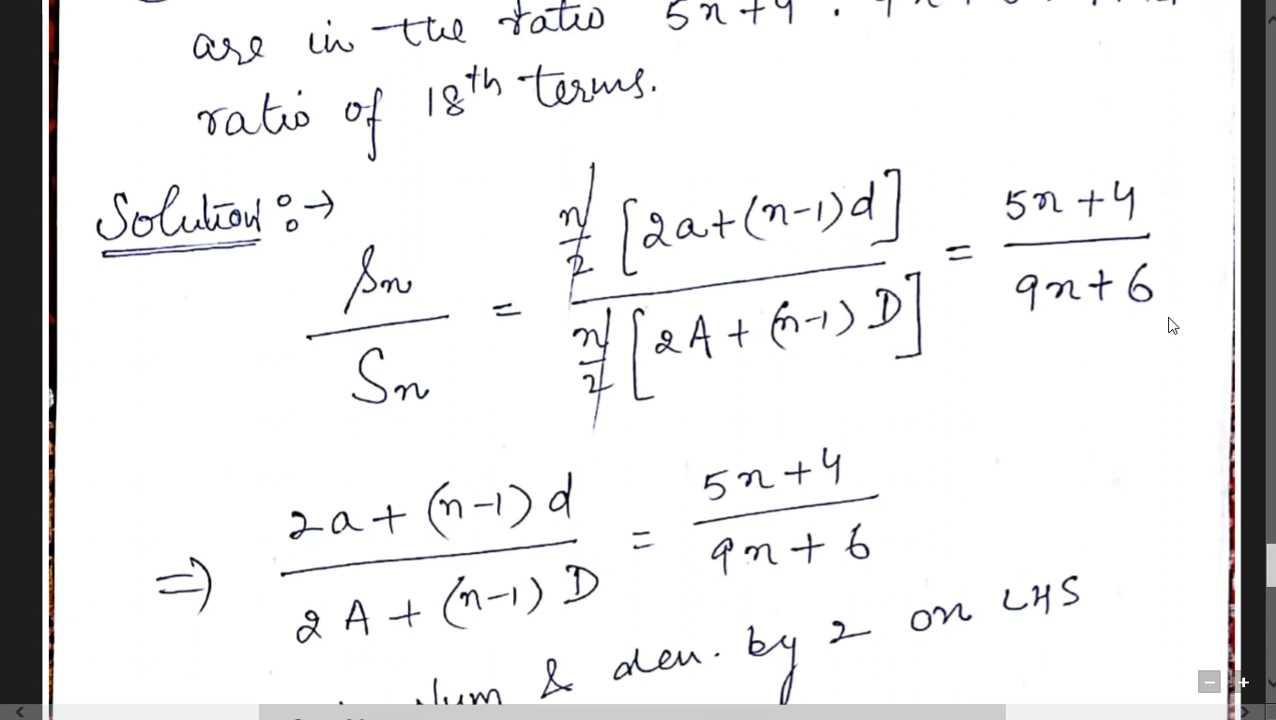 are in the ratio 5n+4 :
ratio of 18th terms.
Solution :→
Sn / Sn = n/2 [2a+(n-1)d] / n/2 [2A+(n-1)D] = 5n+4 / 9n+6
⇒ 2a+(n-1)d / 2A+(n-1)D = 5n+4 / 9n+6
Num & den. by 2 on LHS